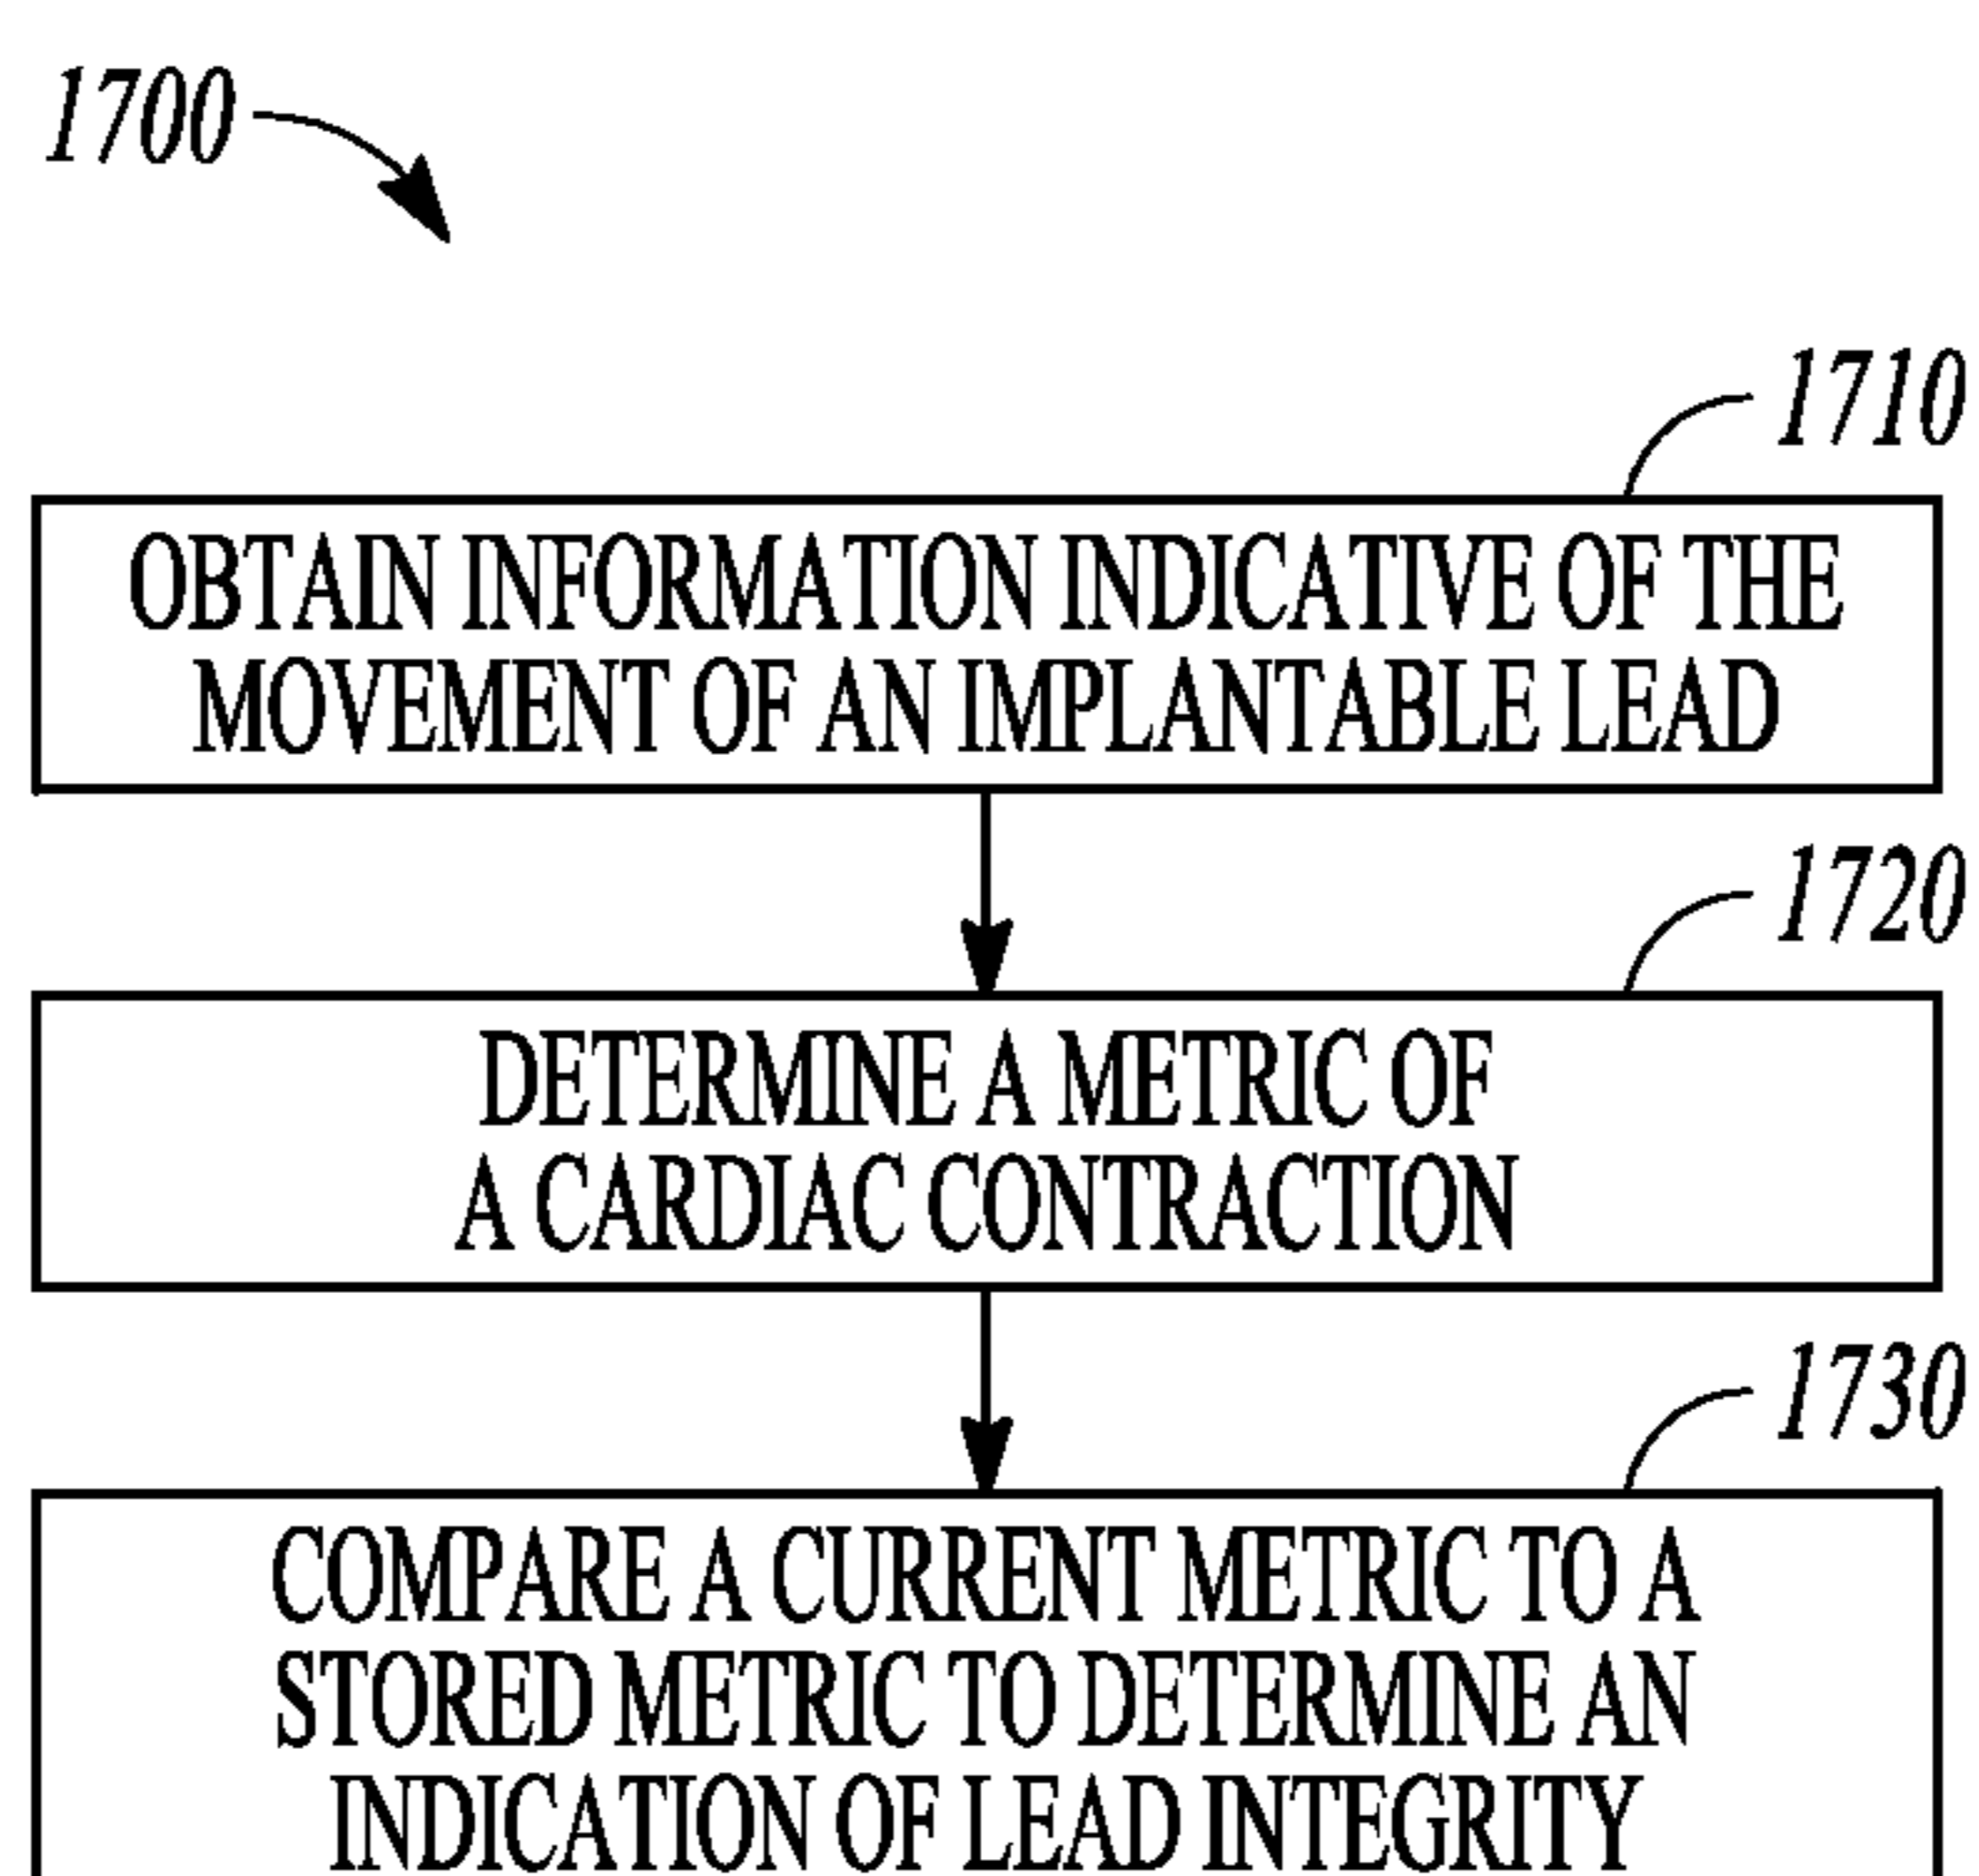 1700
1710
OBTAIN INFORMATION INDICATIVE OF THE
MOVEMENT OF AN IMPLANTABLE LEAD
1720
DETERMINE A METRIC OF
A CARDIAC CONTRACTION
1730
COMPARE A CURRENT METRIC TO A
STORED METRIC TO DETERMINE AN
INDICATION OF LEAD INTEGRITY